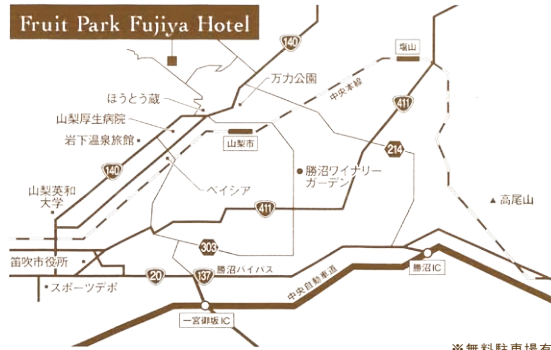 Fruit Park Fujiya Hotel
140
塩山
万力公園
中央本線
ほうとう蔵
411
山梨厚生病院
山梨市
岩下温泉旅館
214
140
ベイシア
勝沼ワイナリー
ガーデン
山梨英和
大学
高尾山
411
303
笛吹市役所
勝沼IC
20
137
勝沼バイパス
中央自動車道
スポーツデポ
一宮御坂IC
※無料駐車場有